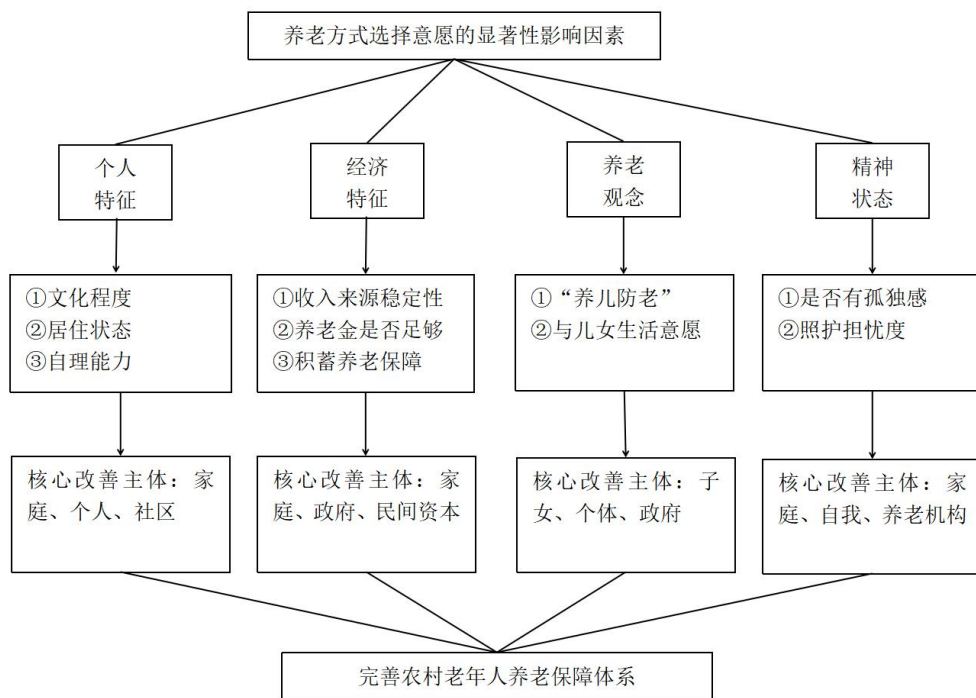 养老方式选择意愿的显著性影响因素
个人
特征
经济
特征
养老
观念
精神
状态
①文化程度
②居住状态
③自理能力
①收入来源稳定性
②养老金是否足够
③积蓄养老保障
①“养儿防老”
②与儿女生活意愿
①是否有孤独感
②照护担忧度
核心改善主体：家
庭、个人、社区
核心改善主体：家
庭、政府、民间资本
核心改善主体：子
女、个体、政府
核心改善主体：家
庭、自我、养老机构
完善农村老年人养老保障体系